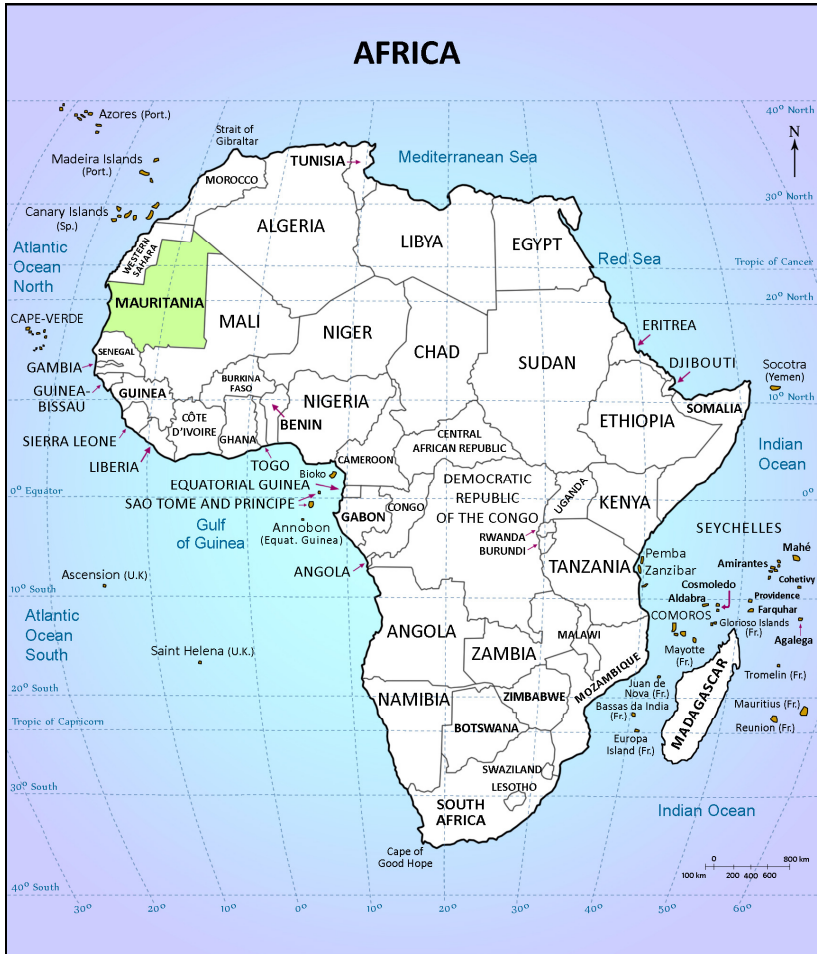 AFRICA
40° North
Azores (Port.)
Strait of
Gibraltar
N
Madeira Islands
(Port.)
TUNISIA
Mediterranean Sea
MOROCCO
30° North
Canary Islands
(Sp.)
ALGERIA
LIBYA
EGYPT
Atlantic
Ocean
North
WESTERN
SAHARA
Red Sea
Tropic of Cancer
MAURITANIA
20° North
CAPE-VERDE
MALI
NIGER
ERITREA
SENEGAL
CHAD
SUDAN
DJIBOUTI
GAMBIA
Socotra
(Yemen)
GUINEA-
BISSAU
GUINEA
BURKINA
FASO
NIGERIA
10° North
SOMALIA
CÔTE
D'IVOIRE
GHANA
BENIN
ETHIOPIA
SIERRA LEONE
CENTRAL
AFRICAN REPUBLIC
Indian
Ocean
LIBERIA
TOGO
CAMEROON
Bioko
EQUATORIAL GUINEA
DEMOCRATIC
REPUBLIC
OF THE CONGO
UGANDA
KENYA
0° Equator
0°
SAO TOME AND PRINCIPE
GABON
CONGO
Gulf
of Guinea
Annobon
(Equat. Guinea)
RWANDA
BURUNDI
SEYCHELLES
Mahé
Pemba
Zanzibar
Amirantes
ANGOLA
TANZANIA
Cohetivy
Ascension (U.K)
Cosmoledo
10° South
Aldabra
Providence
Farquhar
Atlantic
Ocean
South
COMOROS
Glorioso Islands
(Fr.)
Agalega
ANGOLA
MALAWI
Mayotte
(Fr.)
Saint Helena (U.K.)
ZAMBIA
MOZAMBIQUE
MADAGASCAR
Tromelin (Fr.)
20° South
NAMIBIA
ZIMBABWE
Juan de
Nova (Fr.)
Bassas da India
(Fr.)
Mauritius (Fr.)
Reunion (Fr.)
Tropic of Capricorn
BOTSWANA
Europa
Island (Fr.)
SWAZILAND
LESOTHO
30° South
SOUTH
AFRICA
Indian Ocean
Cape of
Good Hope
0
800 km
100 km
200
400
600
40° South
30°
20°
10°
0°
10°
20°
30°
40°
50°
60°